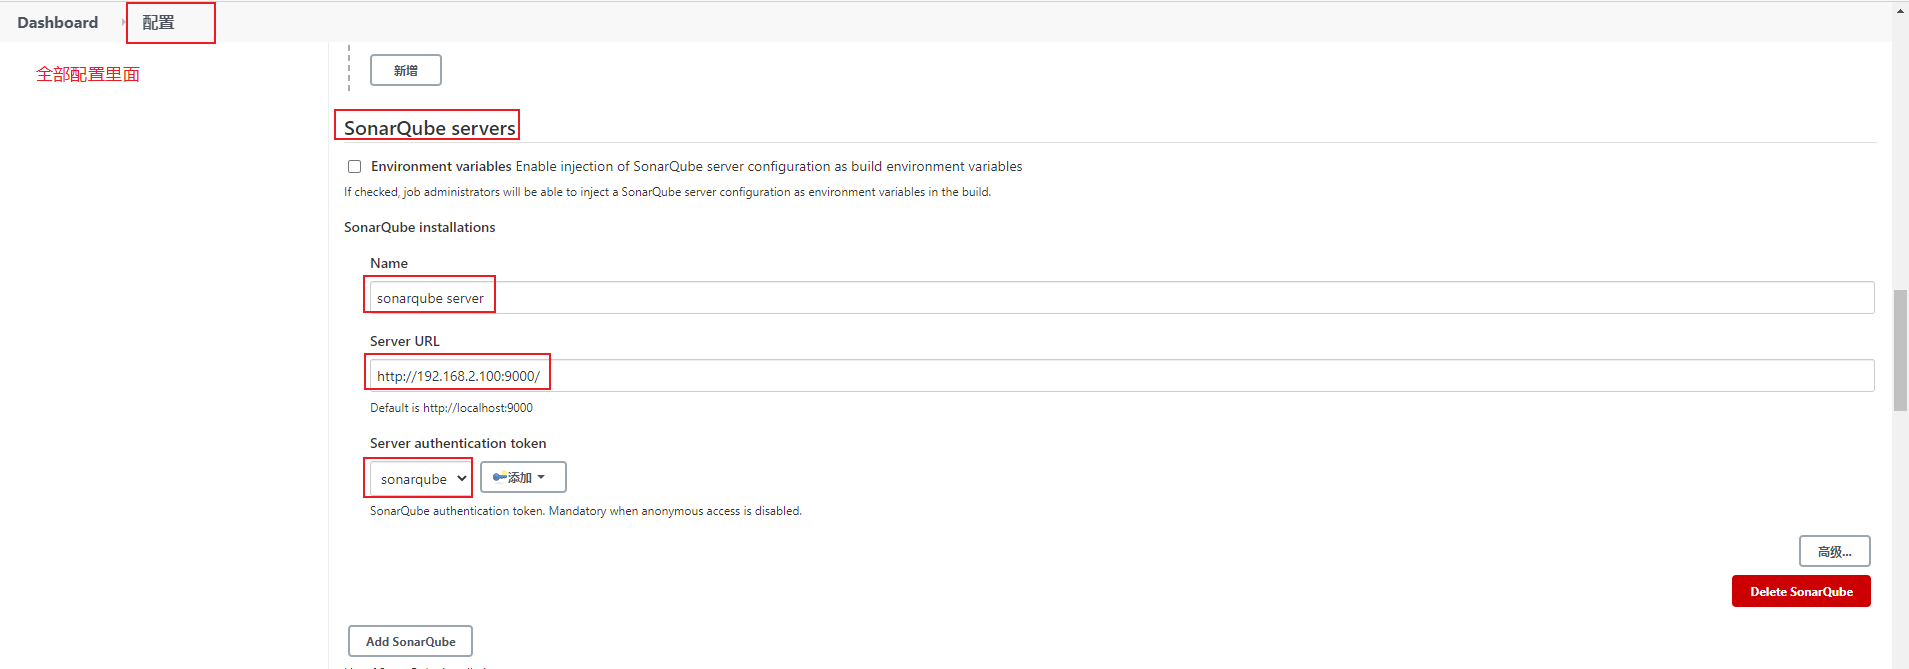 Dashboard
配置
全部配置里面
新增
SonarQube servers
Environment variables Enable injection of SonarQube server configuration as build environment variables
If checked, job administrators will be able to inject a SonarQube server configuration as environment variables in the build.
SonarQube installations
Name
sonarqube server
Server URL
http://192.168.2.100:9000/
Default is http://localhost:9000
Server authentication token
sonarqube
添加
SonarQube authentication token. Mandatory when anonymous access is disabled.
高级...
Delete SonarQube
Add SonarQube